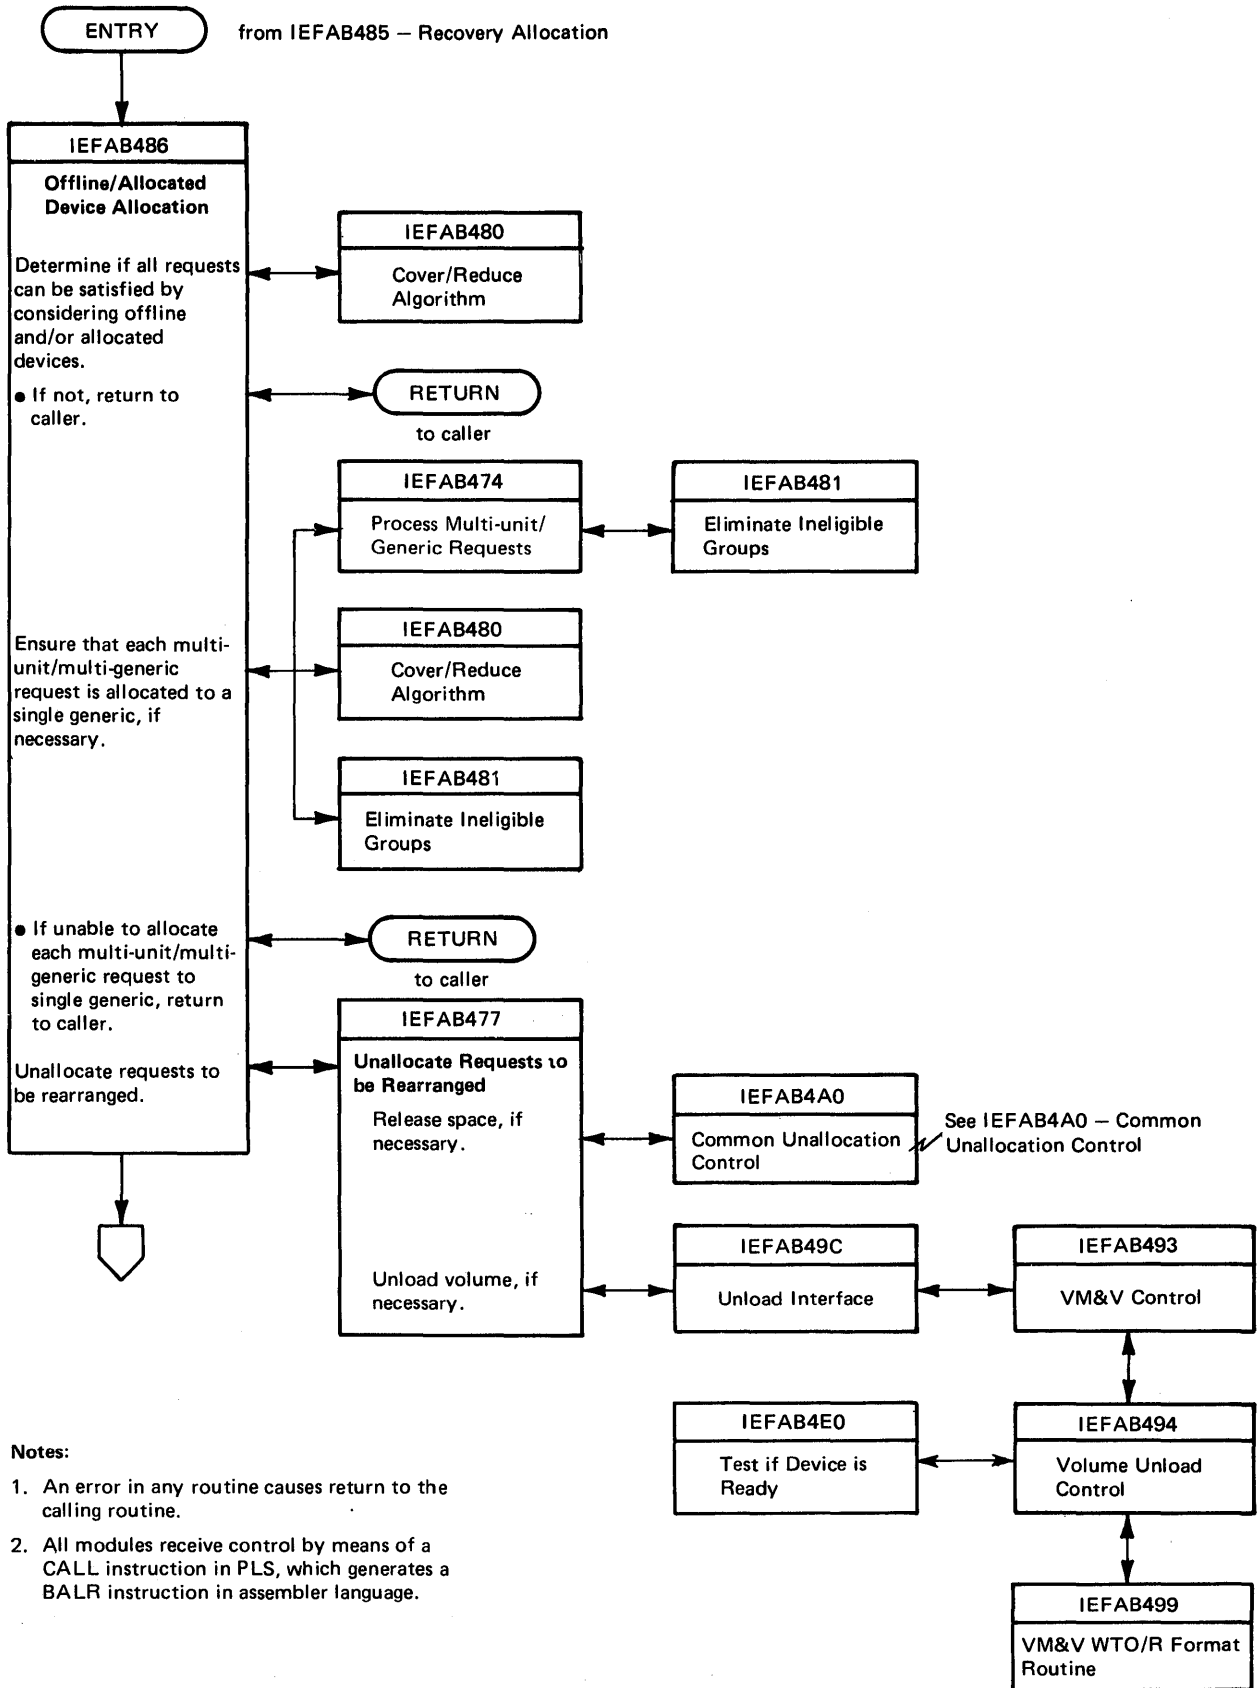 ENTRY
from IEFAB485 – Recovery Allocation
IEFAB486
Offline/Allocated
Device Allocation
Determine if all requests
can be satisfied by
considering offline
and/or allocated
devices.
IEFAB480
Cover/Reduce
Algorithm
• If not, return to
caller.
RETURN
to caller
IEFAB474
Process Multi-unit/
Generic Requests
IEFAB481
Eliminate Ineligible
Groups
Ensure that each multi-
unit/multi-generic
request is allocated to a
single generic, if
necessary.
IEFAB480
Cover/Reduce
Algorithm
IEFAB481
Eliminate Ineligible
Groups
• If unable to allocate
each multi-unit/multi-
generic request to
single generic, return
to caller.
RETURN
to caller
Unallocate requests to
be rearranged.
IEFAB477
Unallocate Requests to
be Rearranged
Release space, if
necessary.
IEFAB4A0
Common Unallocation
Control
See IEFAB4A0 – Common
Unallocation Control
Unload volume, if
necessary.
IEFAB49C
Unload Interface
IEFAB493
VM&V Control
IEFAB4E0
Test if Device is
Ready
IEFAB494
Volume Unload
Control
IEFAB499
VM&V WTO/R Format
Routine
Notes:
1. An error in any routine causes return to the
calling routine.
2. All modules receive control by means of a
CALL instruction in PLS, which generates a
BALR instruction in assembler language.